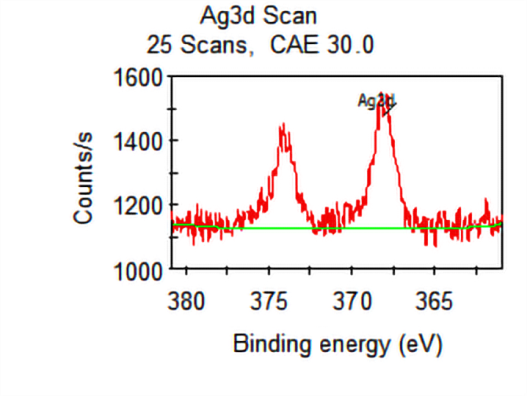 Ag3d Scan
25 Scans, CAE 30.0
1600
1400
1200
1000
Counts/s
Ag3d
380 375 370 365
Binding energy (eV)